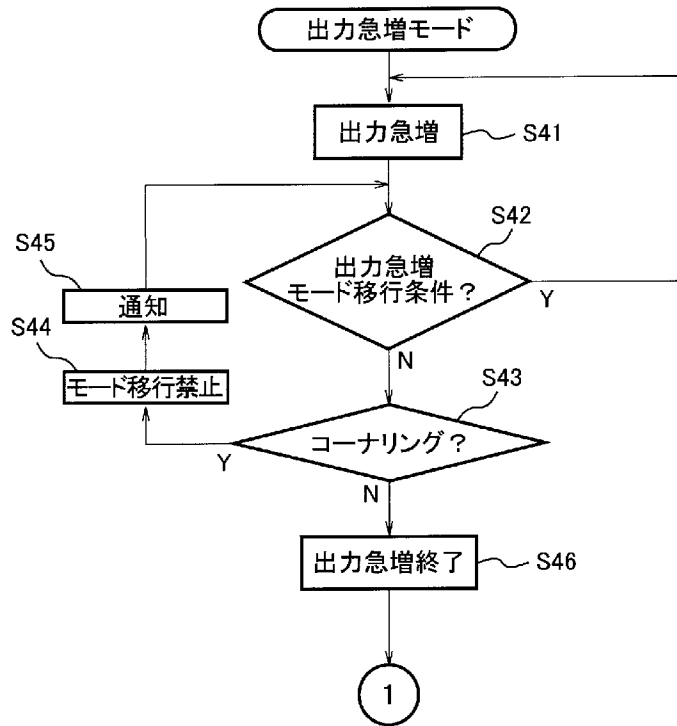 出力急増モード
出力急増
S41
S42
出力急増
モード移行条件？
Y
N
S45
通知
S44
モード移行禁止
S43
コーナリング？
Y
N
出力急増終了
S46
1